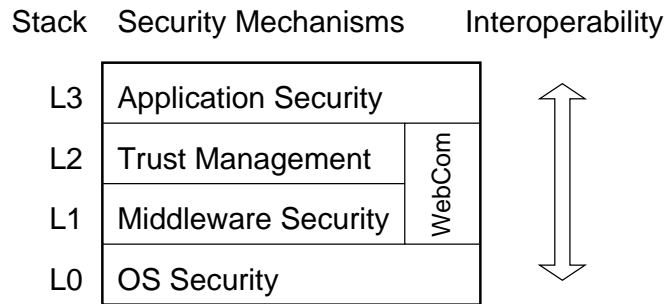 Stack Security Mechanisms Interoperability
L3 Application Security
L2 Trust Management
WebCom
L1 Middleware Security
L0 OS Security